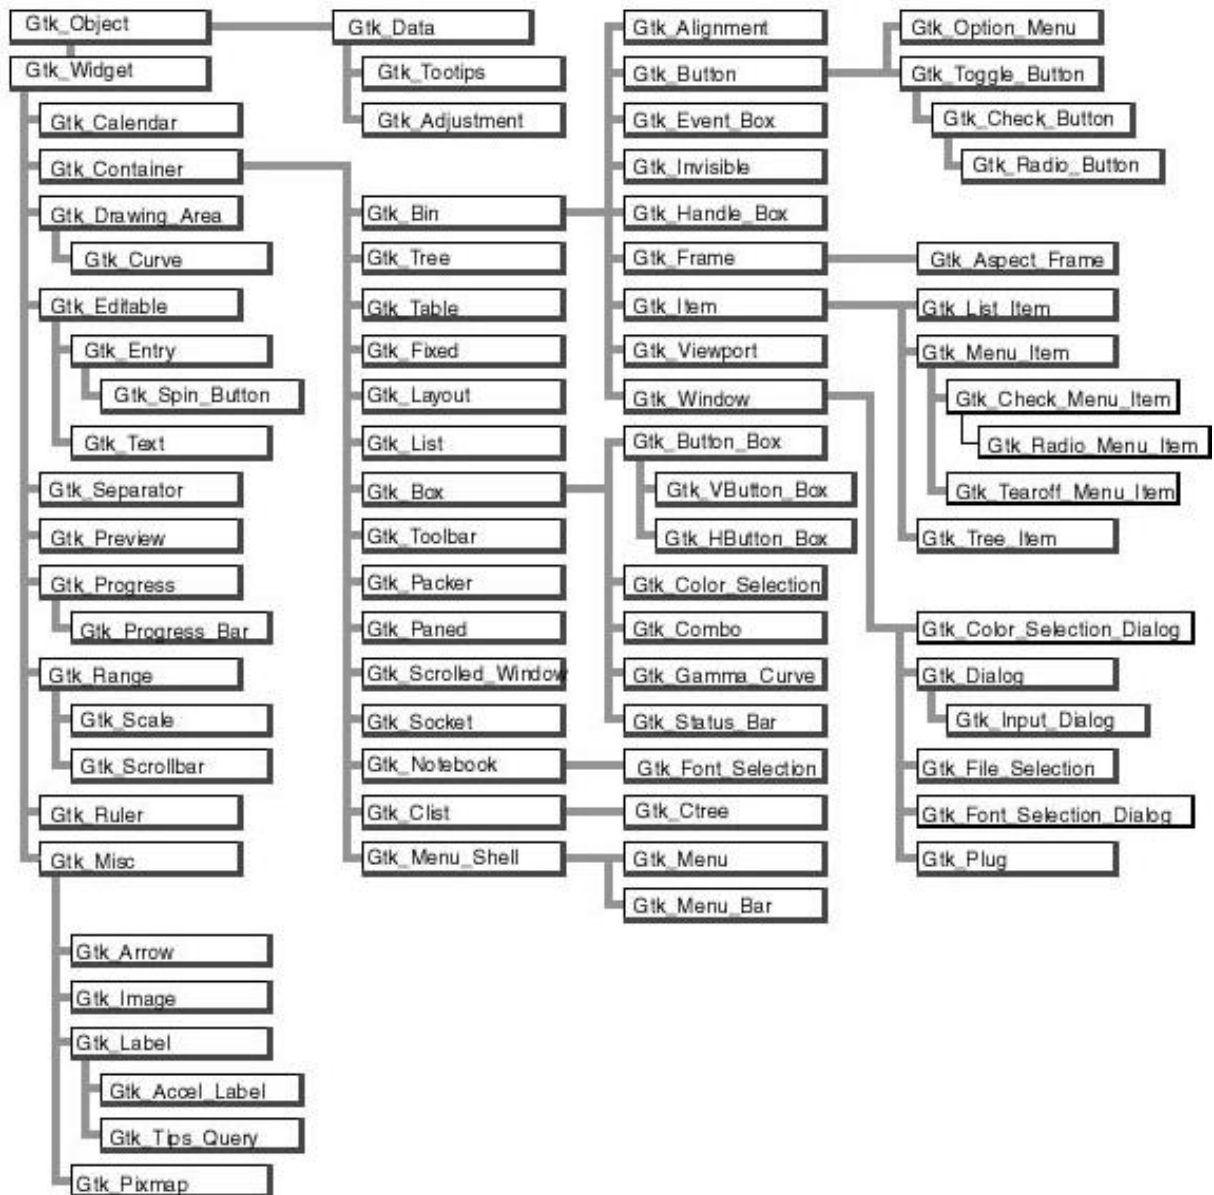 Gtk_Object
Gtk_Widget
Gtk_Calendar
Gtk_Container
Gtk_Drawing_Area
Gtk_Curve
Gtk_Editable
Gtk_Entry
Gtk_Spin_Button
Gtk_Text
Gtk_Separator
Gtk_Preview
Gtk_Progress
Gtk_Progress_Bar
Gtk_Range
Gtk_Scale
Gtk_Scrollbar
Gtk_Ruler
Gtk_Misc
Gtk_Arrow
Gtk_Image
Gtk_Label
Gtk_Accel_Label
Gtk_Tips_Query
Gtk_Pixmap
Gtk_Data
Gtk_Tootips
Gtk_Adjustment
Gtk_Bin
Gtk_Tree
Gtk_Table
Gtk_Fixed
Gtk_Layout
Gtk_List
Gtk_Box
Gtk_Toolbar
Gtk_Packer
Gtk_Paned
Gtk_Scrolled_Window
Gtk_Socket
Gtk_Notebook
Gtk_Clist
Gtk_Menu_Shell
Gtk_Alignment
Gtk_Button
Gtk_Event_Box
Gtk_Invisible
Gtk_Handle_Box
Gtk_Frame
Gtk_Item
Gtk_Viewport
Gtk_Window
Gtk_Button_Box
Gtk_VButton_Box
Gtk_HButton_Box
Gtk_Color_Selection
Gtk_Combo
Gtk_Gamma_Curve
Gtk_Status_Bar
Gtk_Font_Selection
Gtk_Ctree
Gtk_Menu
Gtk_Menu_Bar
Gtk_Option_Menu
Gtk_Toggle_Button
Gtk_Check_Button
Gtk_Radio_Button
Gtk_Aspect_Frame
Gtk_List_Item
Gtk_Menu_Item
Gtk_Check_Menu_Item
Gtk_Radio_Menu_Item
Gtk_Tearoff_Menu_Item
Gtk_Tree_Item
Gtk_Color_Selection_Dialog
Gtk_Dialog
Gtk_Input_Dialog
Gtk_File_Selection
Gtk_Font_Selection_Dialog
Gtk_Plug